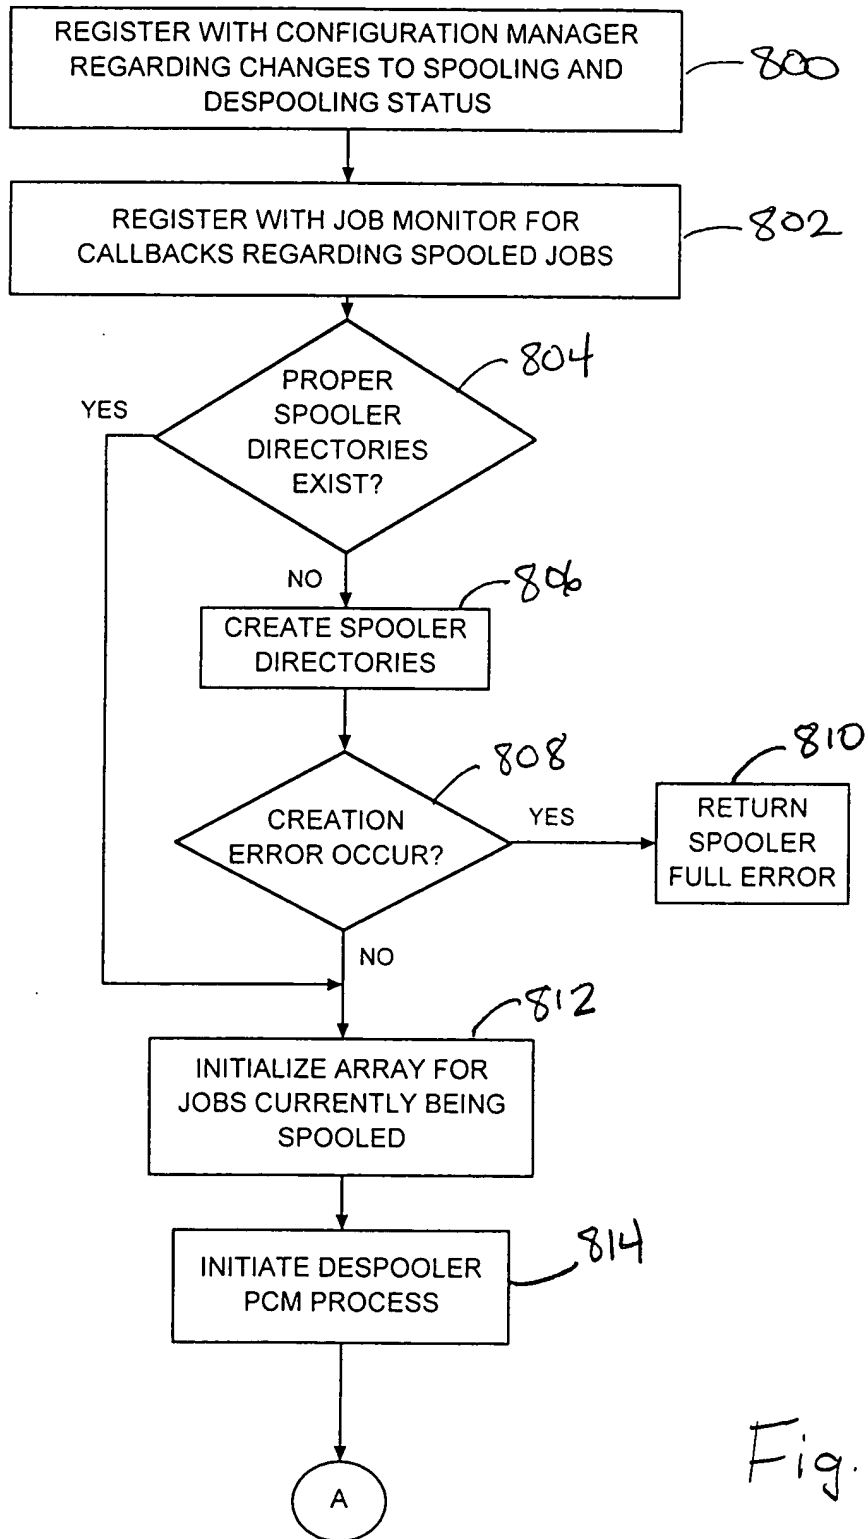 REGISTER WITH CONFIGURATION MANAGER
REGARDING CHANGES TO SPOOLING AND
DESPOOLING STATUS
800
REGISTER WITH JOB MONITOR FOR
CALLBACKS REGARDING SPOOLED JOBS
802
PROPER
SPOOLER
DIRECTORIES
EXIST?
804
YES
NO
806
CREATE SPOOLER
DIRECTORIES
808
CREATION
ERROR OCCUR?
YES
810
RETURN
SPOOLER
FULL ERROR
NO
812
INITIALIZE ARRAY FOR
JOBS CURRENTLY BEING
SPOOLED
814
INITIATE DESPOOLER
PCM PROCESS
A
Fig.